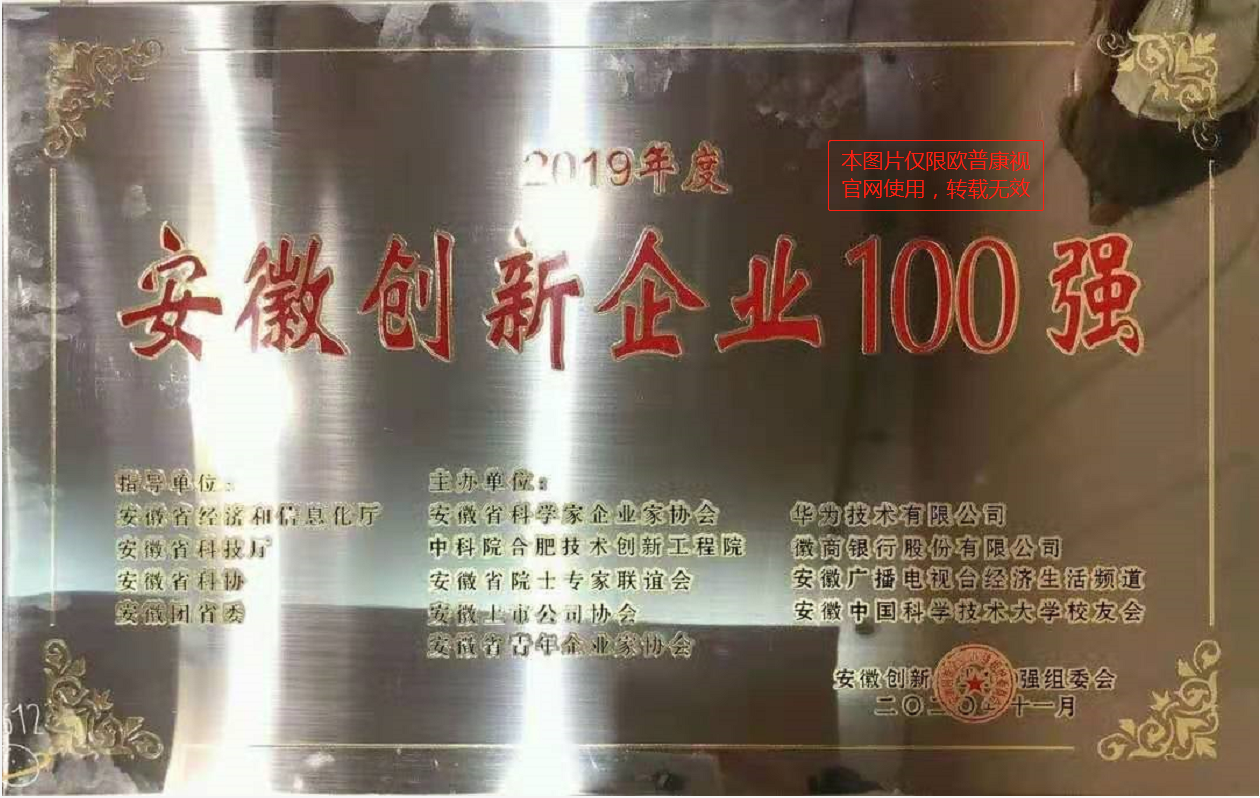 2019年度
本图片仅限欧普康视
官网使用，转载无效
安徽创新企业100强
指导单位：
安徽省经济和信息化厅
安徽省科技厅
安徽省科协
安徽团省委
主办单位：
安徽省科学家企业家协会
中科院合肥技术创新工程院
安徽省院士专家联谊会
安徽上市公司协会
安徽省青年企业家协会
华为技术有限公司
徽商银行股份有限公司
安徽广播电视台经济生活频道
安徽中国科学技术大学校友会
安徽创新 强组委会
二〇二〇年十一月
612